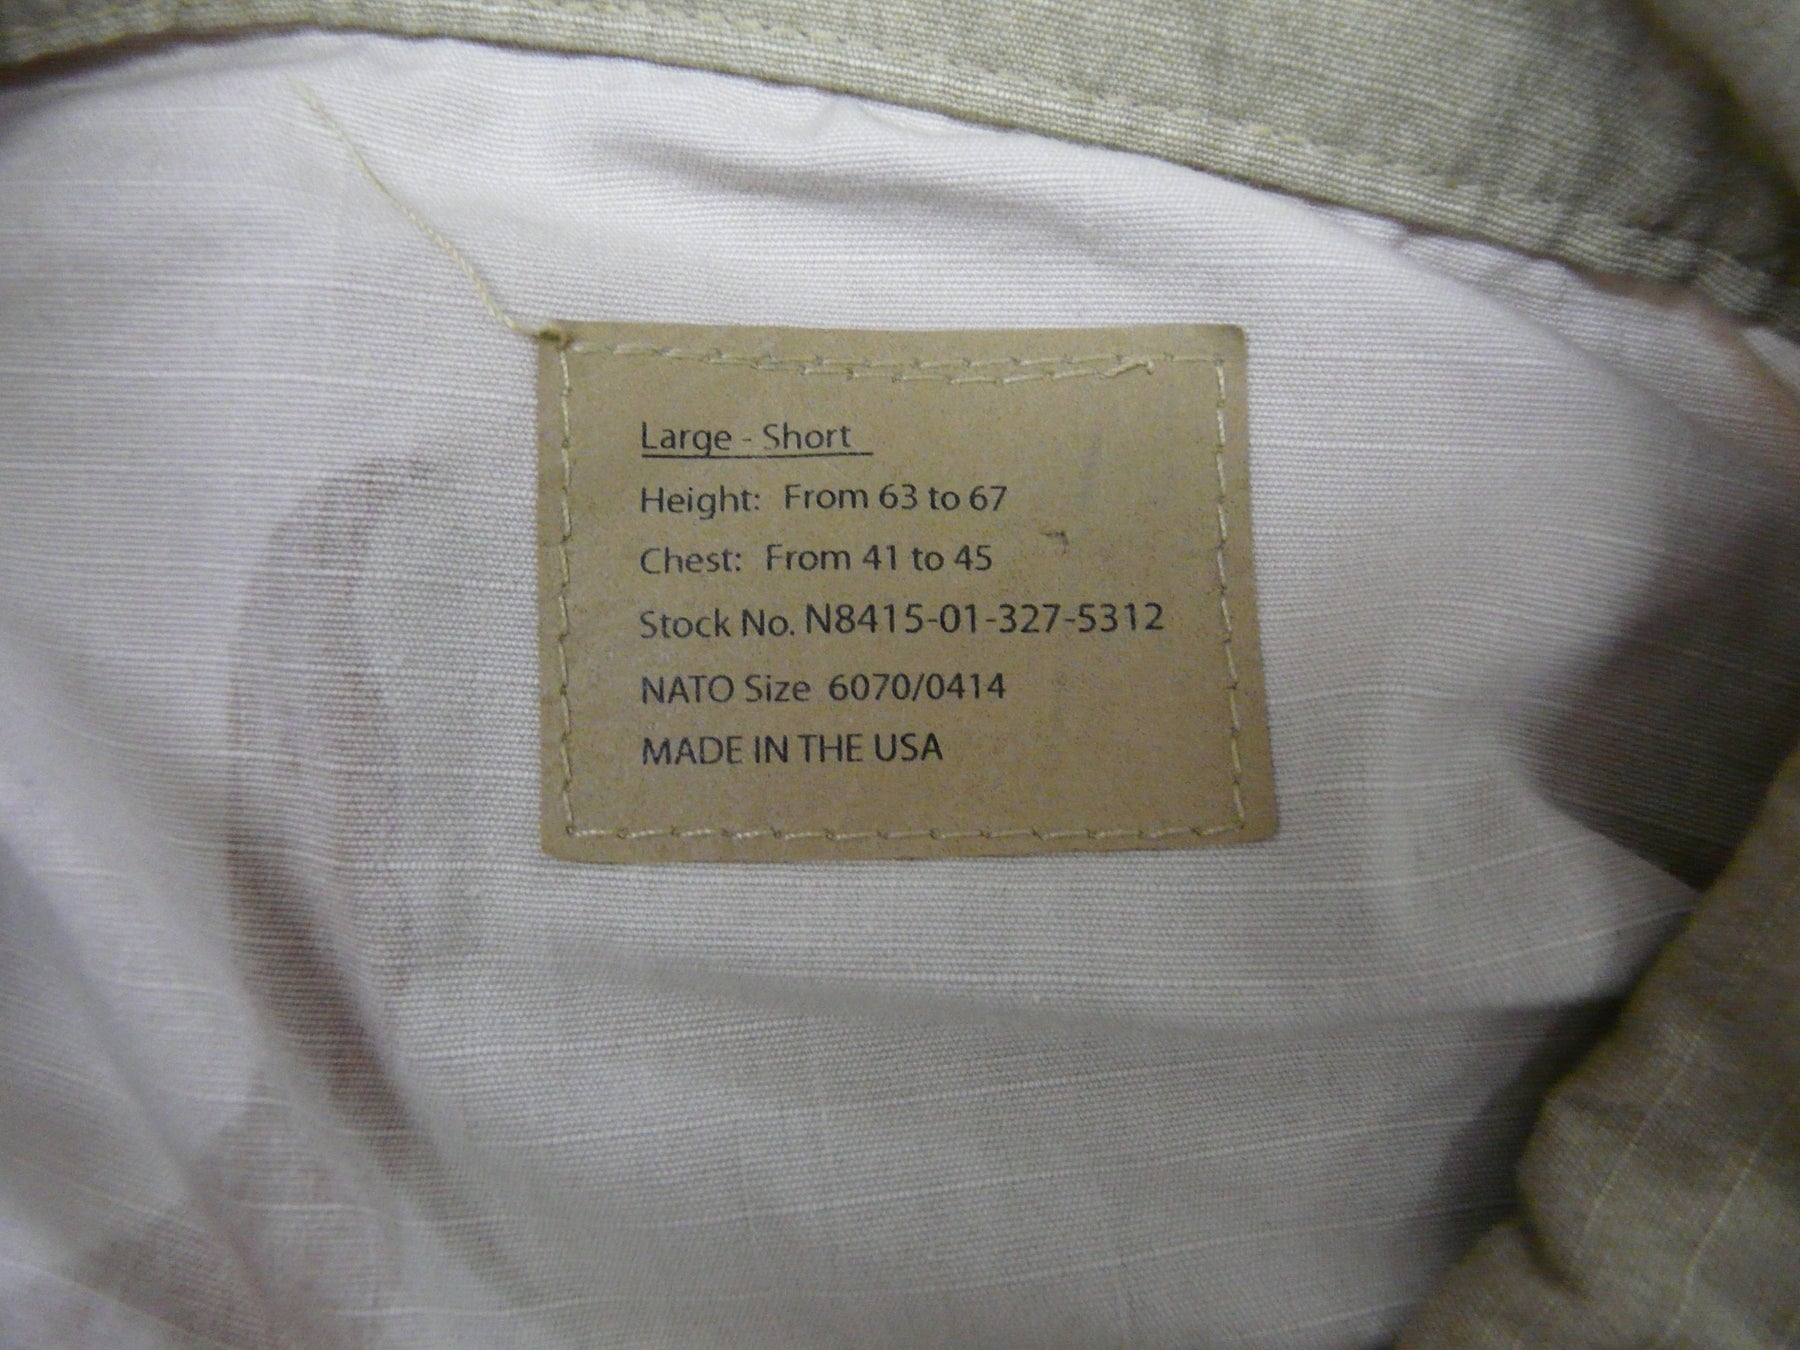 Large - Short
Height: From 63 to 67
Chest: From 41 to 45
Stock No. N8415-01-327-5312
NATO Size 6070/0414
MADE IN THE USA